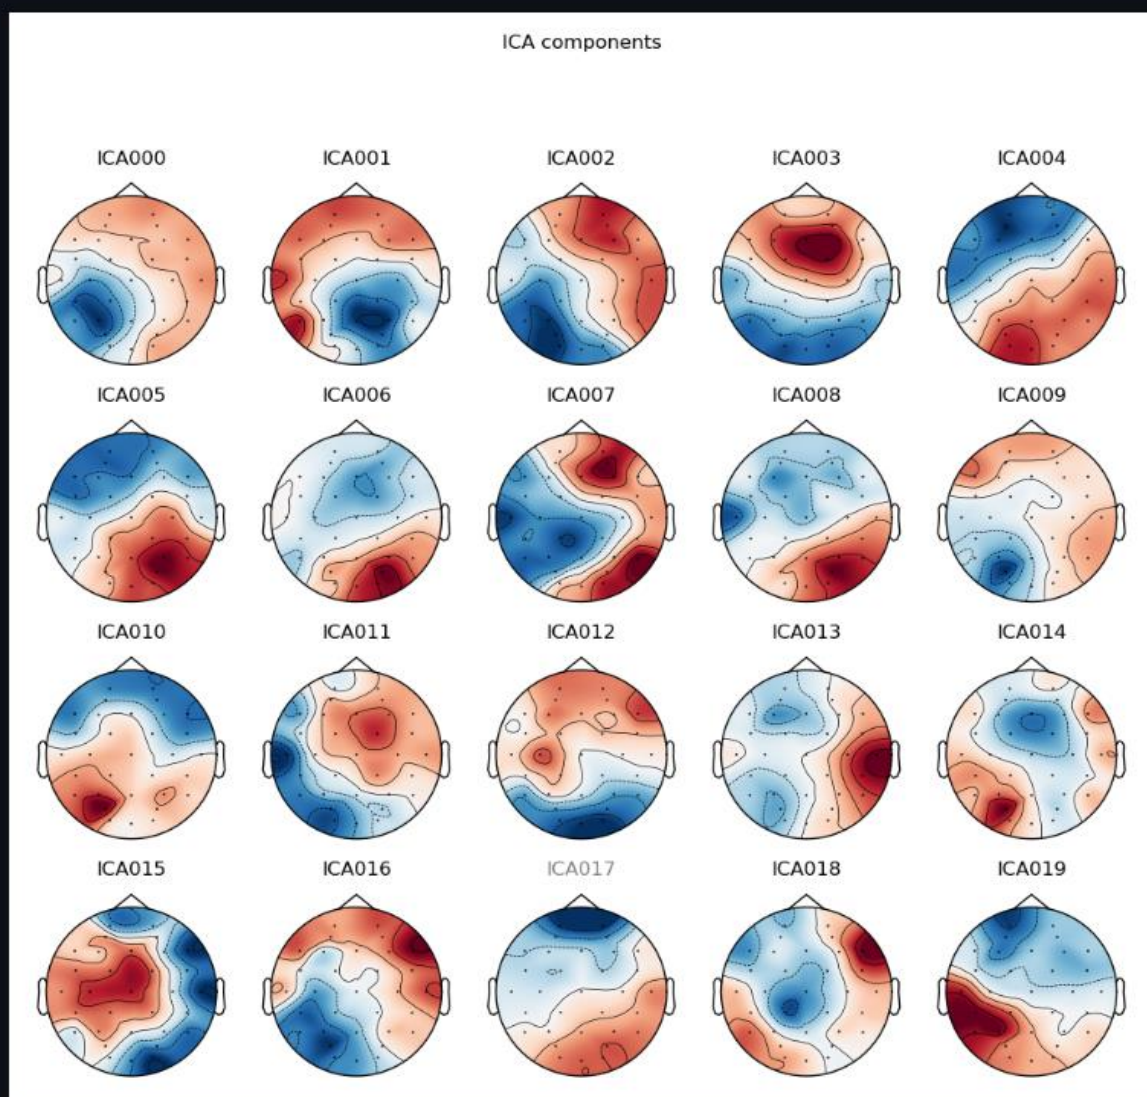 ICA components
ICA000 ICA001 ICA002 ICA003 ICA004
ICA005 ICA006 ICA007 ICA008 ICA009
ICA010 ICA011 ICA012 ICA013 ICA014
ICA015 ICA016 ICA017 ICA018 ICA019